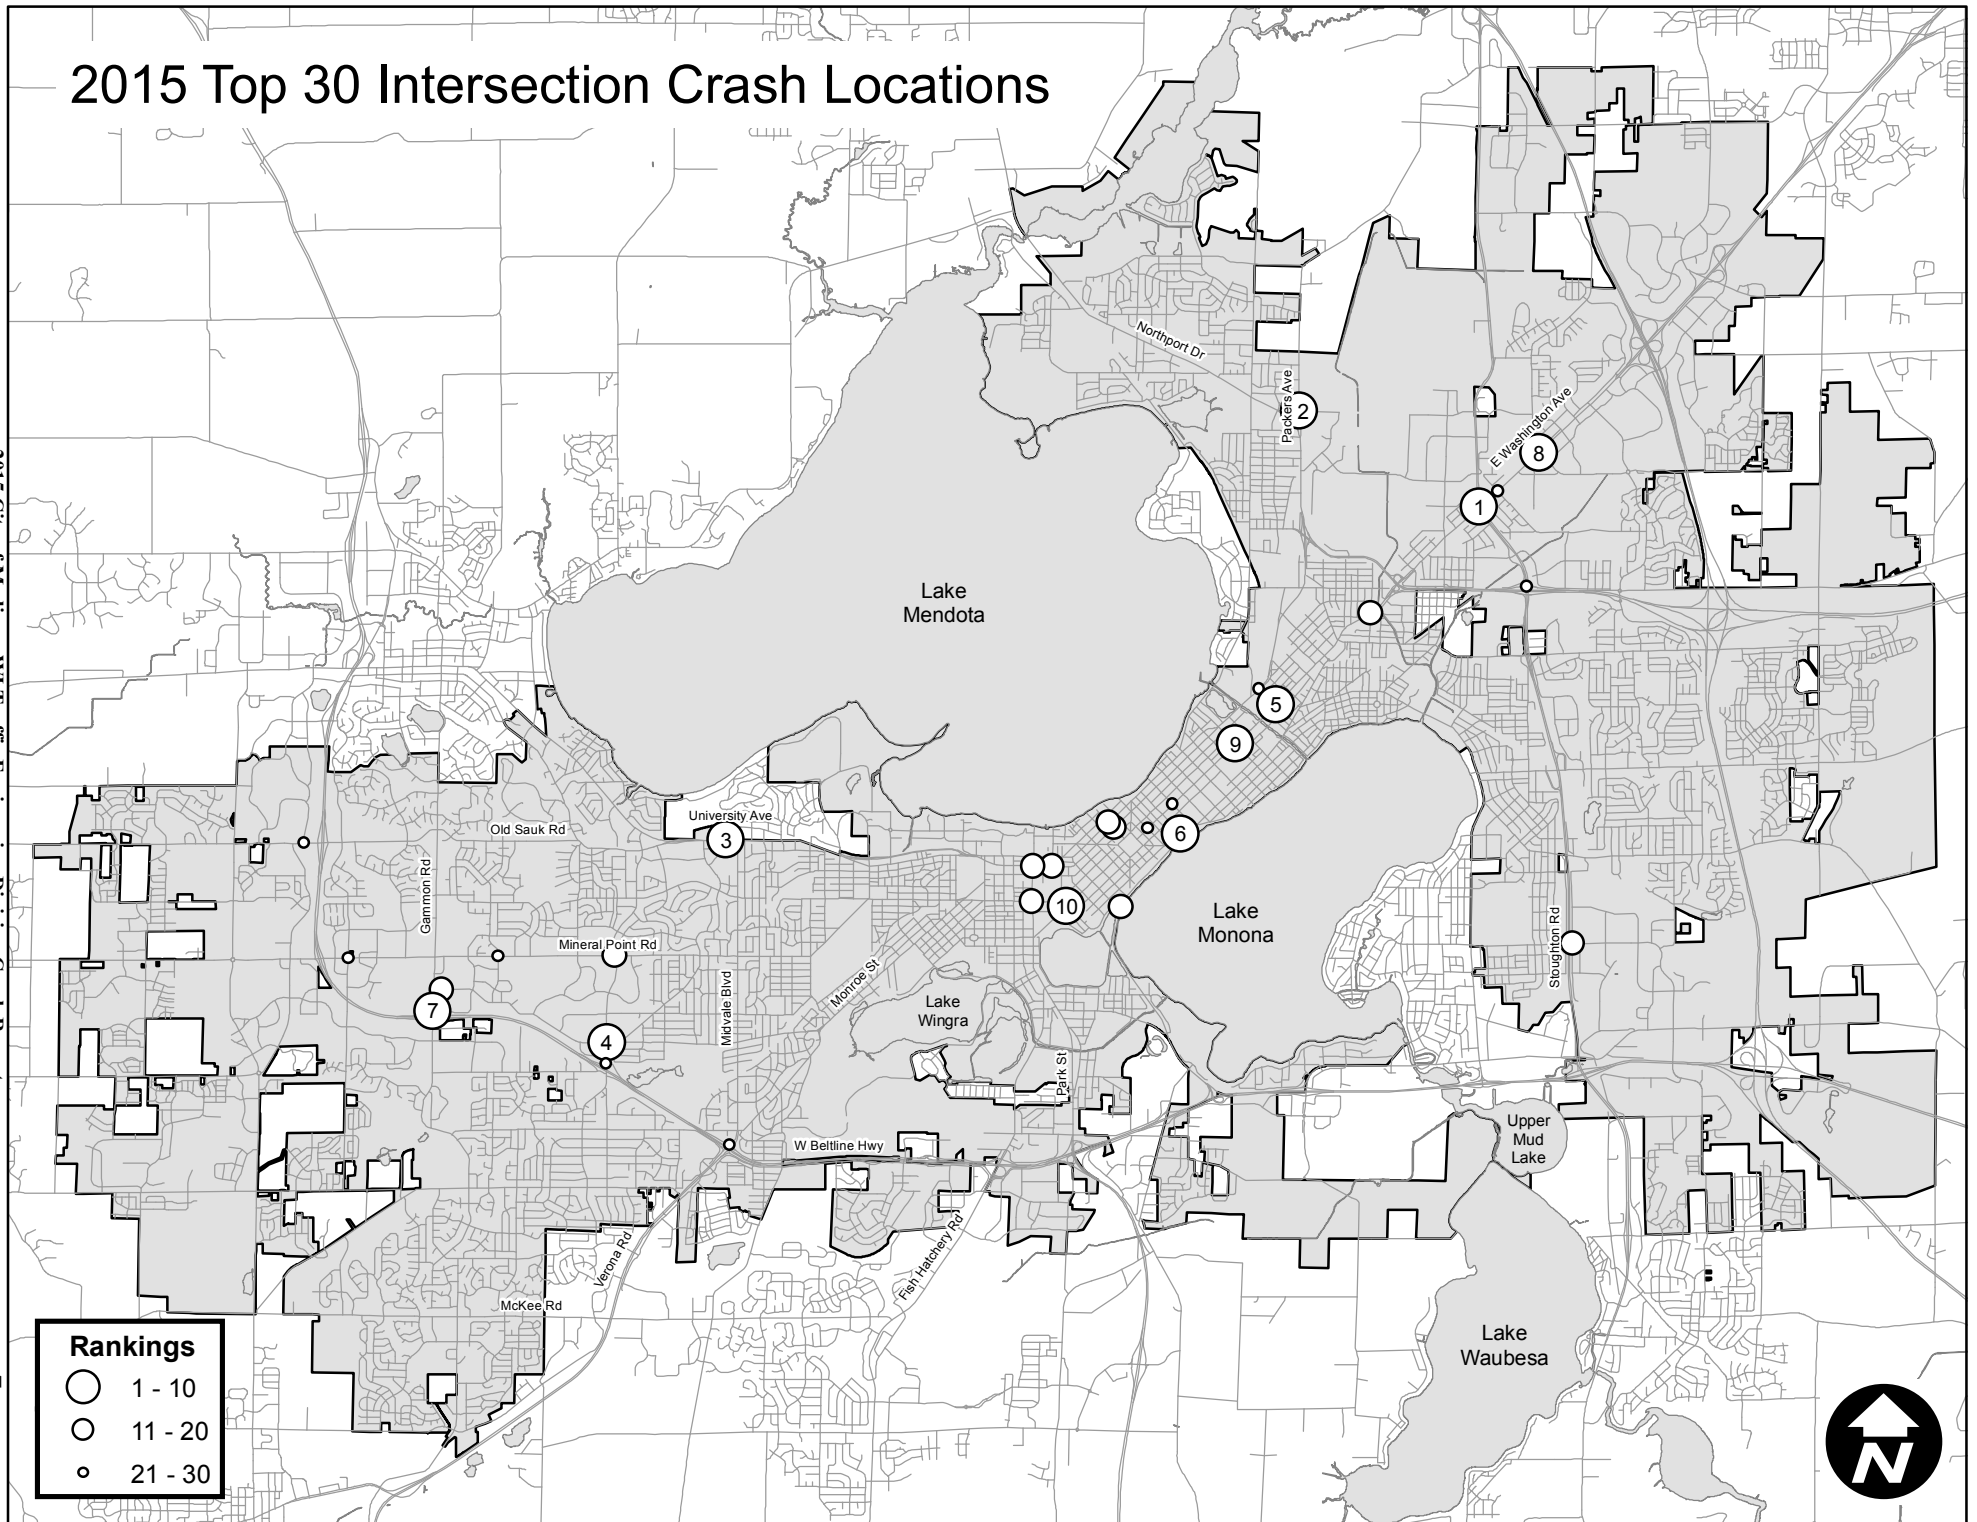 2015 Top 30 Intersection Crash Locations
Northport Dr
Packers Ave
2
E Washington Ave
8
1
Lake
Mendota
5
9
University Ave
3
Old Sauk Rd
6
Gammon Rd
10
Lake
Monona
Stoughton Rd
Mineral Point Rd
Midvale Blvd
Monroe St
Lake
Wingra
7
4
Park St
W Beltline Hwy
Upper
Mud
Lake
Verona Rd
Fish Hatchery Rd
McKee Rd
Lake
Waubesa
Rankings
1 - 10
11 - 20
21 - 30
N